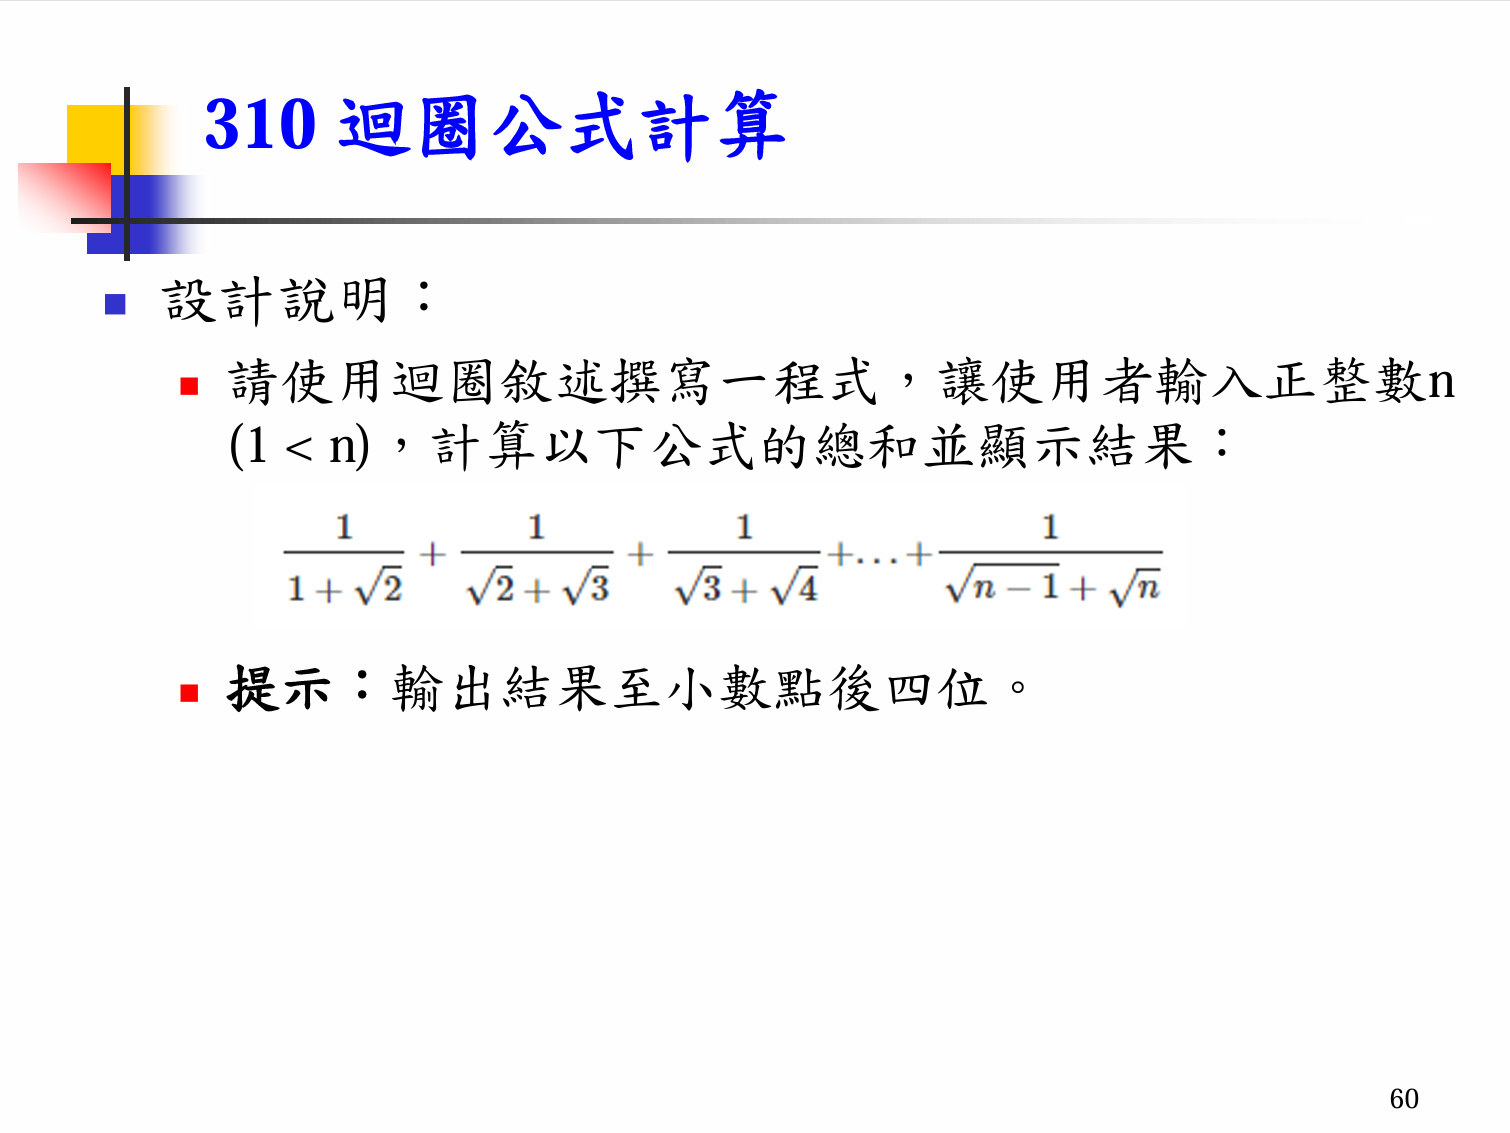 310 迴圈公式計算
設計說明：
請使用迴圈敘述撰寫一程式，讓使用者輸入正整數n
(1 < n)，計算以下公式的總和並顯示結果：
1/(1 + √2) + 1/(√2 + √3) + 1/(√3 + √4) +...+ 1/(√(n − 1) + √n)
提示：輸出結果至小數點後四位。
60